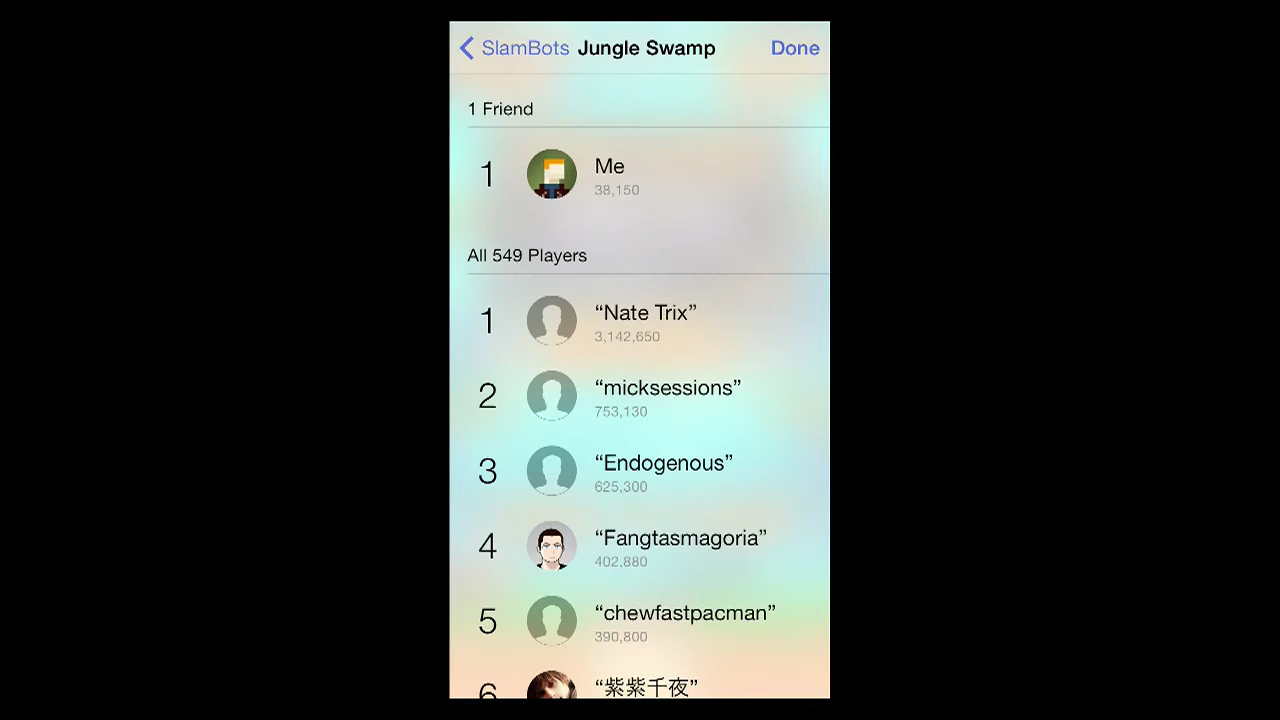 SlamBots Jungle Swamp Done
1 Friend
1 Me
38,150
All 549 Players
1 “Nate Trix”
3,142,650
2 “micksessions”
753,130
3 “Endogenous”
625,300
4 “Fangtasmagoria”
402,880
5 “chewfastpacman”
390,800
6 “紫紫千夜”